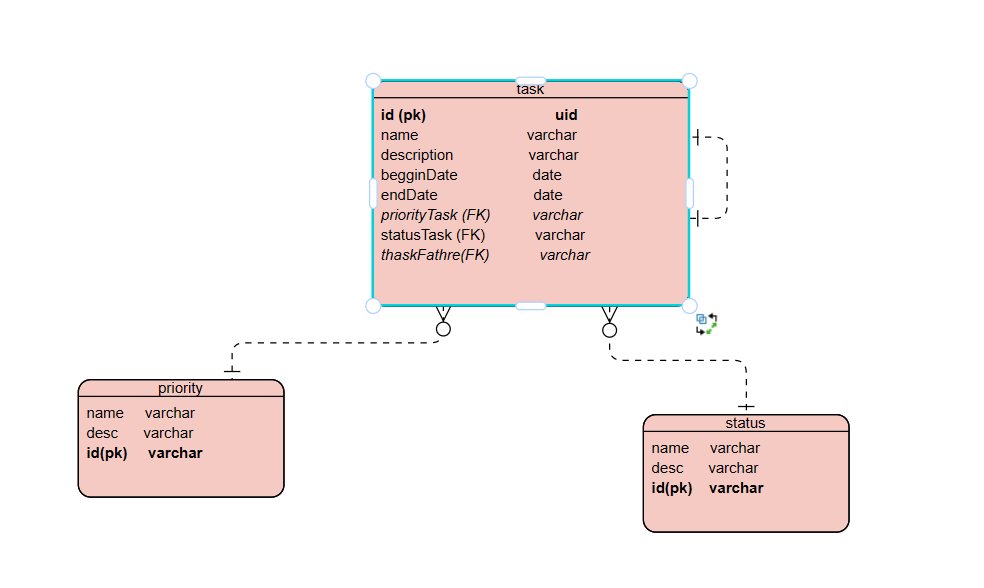 task
id (pk) uid
name varchar
description varchar
begginDate date
endDate date
priorityTask (FK) varchar
statusTask (FK) varchar
thaskFathre(FK) varchar
priority
name varchar
desc varchar
id(pk) varchar
status
name varchar
desc varchar
id(pk) varchar